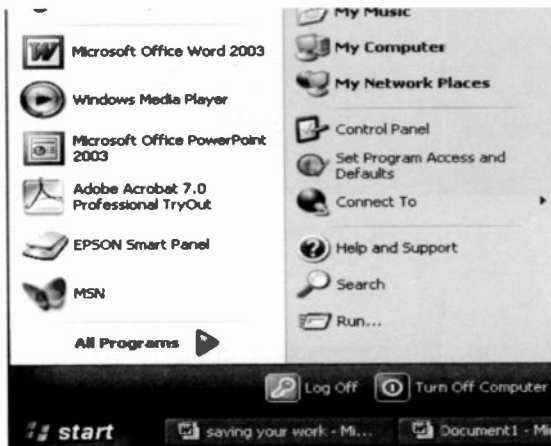 Microsoft Office Word 2003
Windows Media Player
Microsoft Office PowerPoint
2003
Adobe Acrobat 7.0
Professional TryOut
EPSON Smart Panel
MSN
All Programs
My Music
My Computer
My Network Places
Control Panel
Set Program Access and
Defaults
Connect To
Help and Support
Search
Run...
Log Off
Turn Off Computer
start
saving your work - Mi...
Document1 - Mi